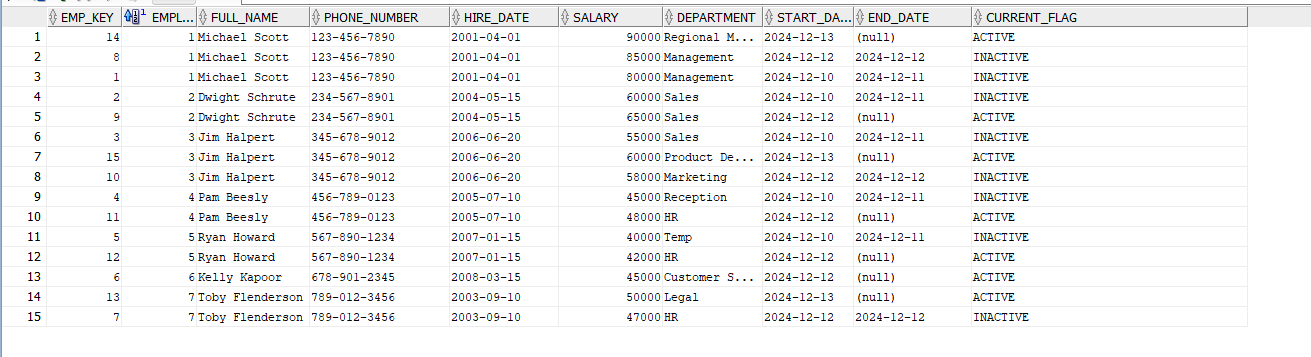 EMP_KEY EMPL... FULL_NAME PHONE_NUMBER HIRE_DATE SALARY DEPARTMENT START_DA... END_DATE CURRENT_FLAG
1 14 1 Michael Scott 123-456-7890 2001-04-01 90000 Regional M... 2024-12-13 (null) ACTIVE
2 8 1 Michael Scott 123-456-7890 2001-04-01 85000 Management 2024-12-12 2024-12-12 INACTIVE
3 1 1 Michael Scott 123-456-7890 2001-04-01 80000 Management 2024-12-10 2024-12-11 INACTIVE
4 2 2 Dwight Schrute 234-567-8901 2004-05-15 60000 Sales 2024-12-10 2024-12-11 INACTIVE
5 9 2 Dwight Schrute 234-567-8901 2004-05-15 65000 Sales 2024-12-12 (null) ACTIVE
6 3 3 Jim Halpert 345-678-9012 2006-06-20 55000 Sales 2024-12-10 2024-12-11 INACTIVE
7 15 3 Jim Halpert 345-678-9012 2006-06-20 60000 Product De... 2024-12-13 (null) ACTIVE
8 10 3 Jim Halpert 345-678-9012 2006-06-20 58000 Marketing 2024-12-12 2024-12-12 INACTIVE
9 4 4 Pam Beesly 456-789-0123 2005-07-10 45000 Reception 2024-12-10 2024-12-11 INACTIVE
10 11 4 Pam Beesly 456-789-0123 2005-07-10 48000 HR 2024-12-12 (null) ACTIVE
11 5 5 Ryan Howard 567-890-1234 2007-01-15 40000 Temp 2024-12-10 2024-12-11 INACTIVE
12 12 5 Ryan Howard 567-890-1234 2007-01-15 42000 HR 2024-12-12 (null) ACTIVE
13 6 6 Kelly Kapoor 678-901-2345 2008-03-15 45000 Customer S... 2024-12-12 (null) ACTIVE
14 13 7 Toby Flenderson 789-012-3456 2003-09-10 50000 Legal 2024-12-13 (null) ACTIVE
15 7 7 Toby Flenderson 789-012-3456 2003-09-10 47000 HR 2024-12-12 2024-12-12 INACTIVE